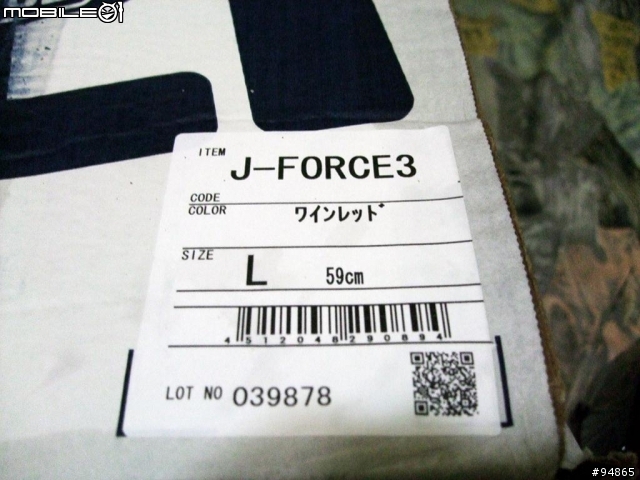 MOBILE01
ITEM
J-FORCE3
CODE
COLOR ワインレッド
SIZE L 59cm
4512048290894
LOT NO 039878
#94865